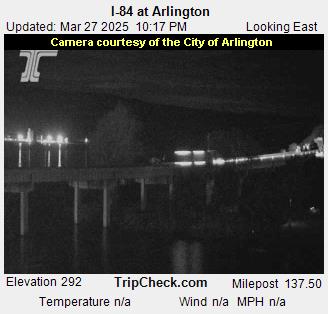 I-84 at Arlington
Updated: Mar 27 2025 10:17 PM Looking East
Camera courtesy of the City of Arlington
Elevation 292 TripCheck.com Milepost 137.50
Temperature n/a Wind n/a MPH n/a